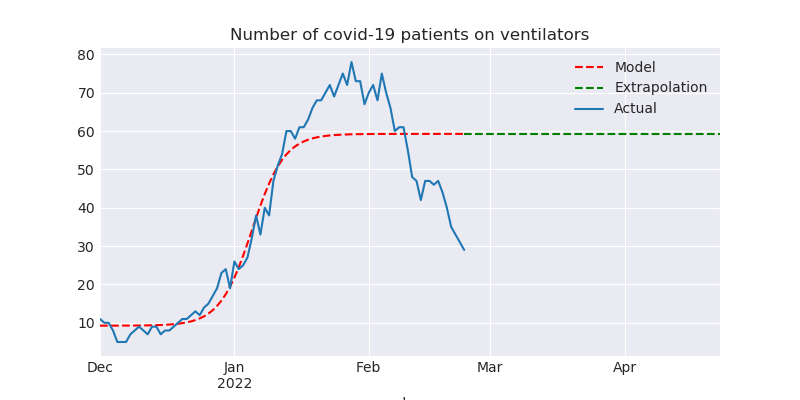 Number of covid-19 patients on ventilators
80
70
60
50
40
30
20
10
Model
Extrapolation
Actual
Dec
Jan
2022
Feb
Mar
Apr